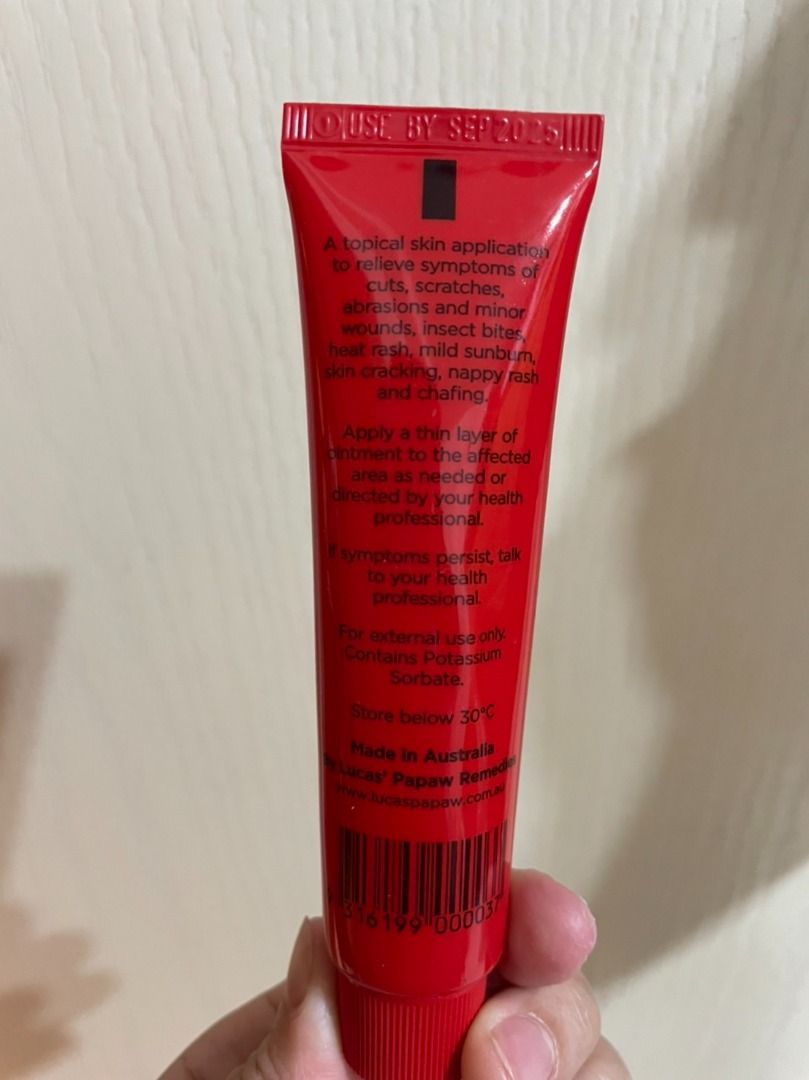 USE BY SEP 2025
A topical skin application
to relieve symptoms of
cuts, scratches,
abrasions and minor
wounds, insect bites,
heat rash, mild sunburn,
skin cracking, nappy rash
and chafing.
Apply a thin layer of
ointment to the affected
area as needed or
directed by your health
professional.
If symptoms persist, talk
to your health
professional.
For external use only.
Contains Potassium
Sorbate.
Store below 30°C
Made in Australia
By Lucas' Papaw Remedies
www.lucaspapaw.com.au
9 316199 000037